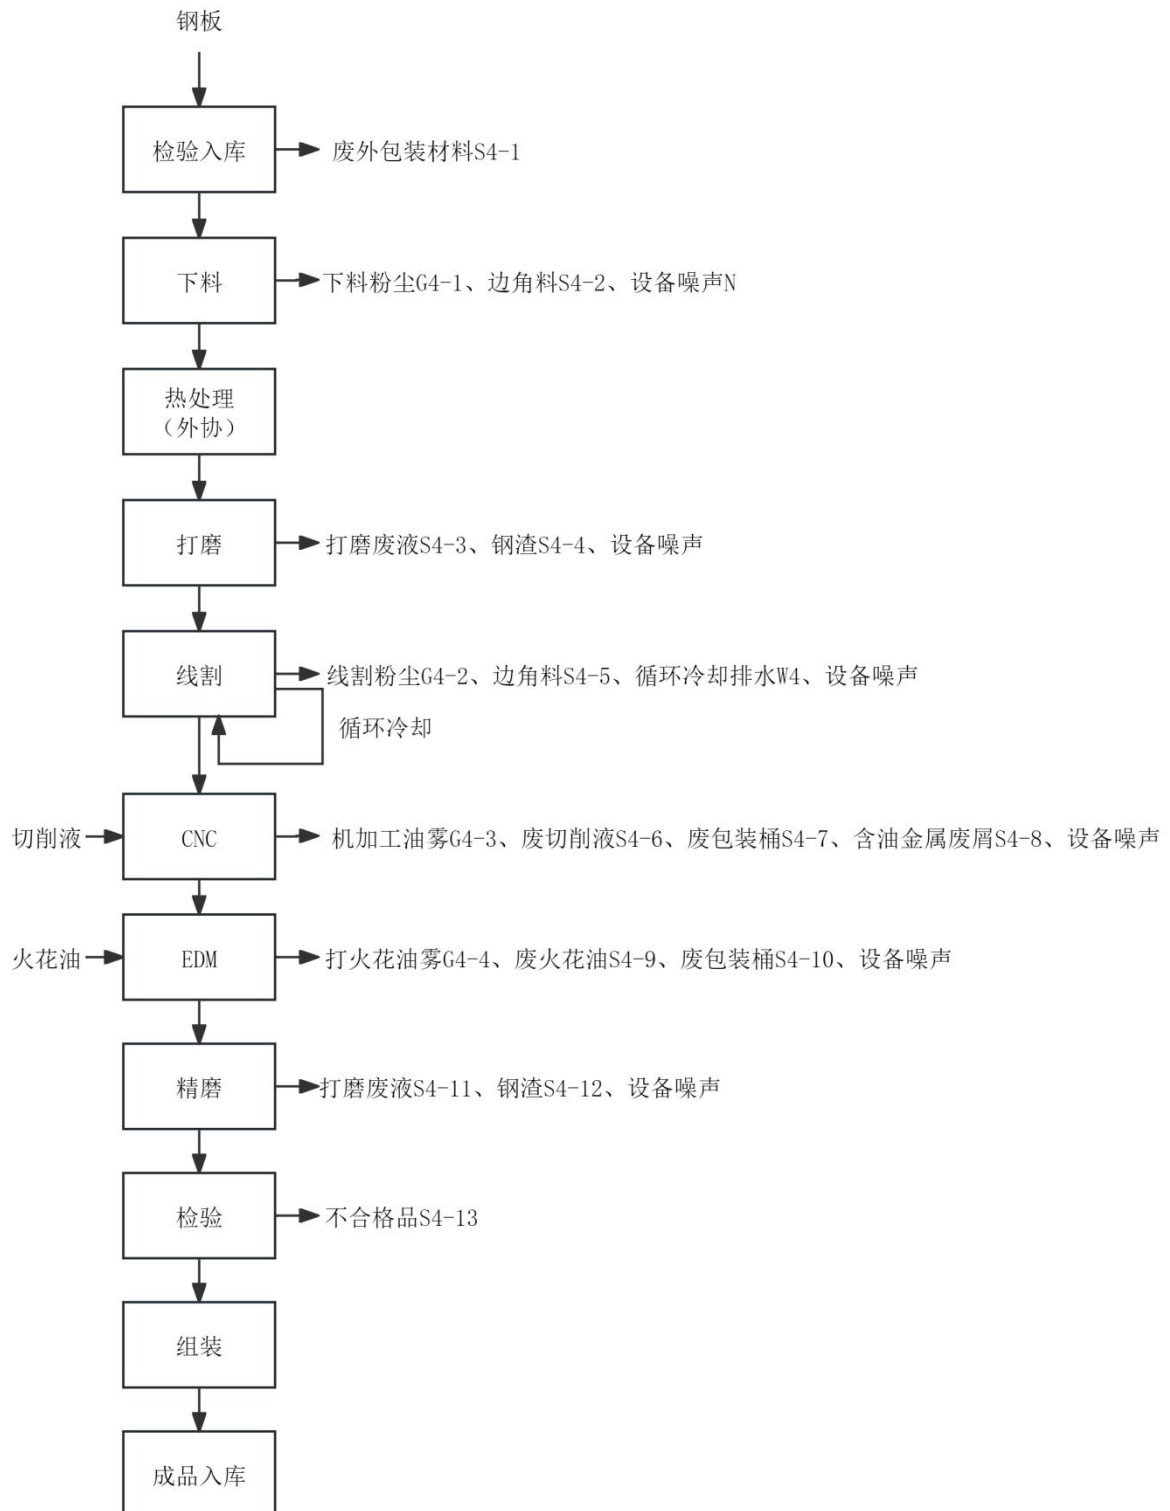 钢板
检验入库
废外包装材料S4-1
下料
下料粉尘G4-1、边角料S4-2、设备噪声N
热处理
（外协）
打磨
打磨废液S4-3、钢渣S4-4、设备噪声
线割
线割粉尘G4-2、边角料S4-5、循环冷却排水W4、设备噪声
循环冷却
切削液
CNC
机加工油雾G4-3、废切削液S4-6、废包装桶S4-7、含油金属废屑S4-8、设备噪声
火花油
EDM
打火花油雾G4-4、废火花油S4-9、废包装桶S4-10、设备噪声
精磨
打磨废液S4-11、钢渣S4-12、设备噪声
检验
不合格品S4-13
组装
成品入库